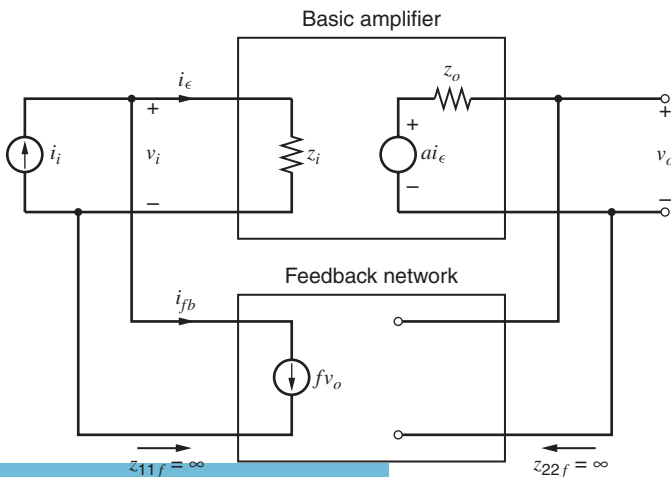 Basic amplifier
i_ϵ
z_o
+
+
+
i_i
v_i
z_i
ai_ϵ
v_o
−
−
−
Feedback network
i_fb
fv_o
z_11f = ∞
z_22f = ∞